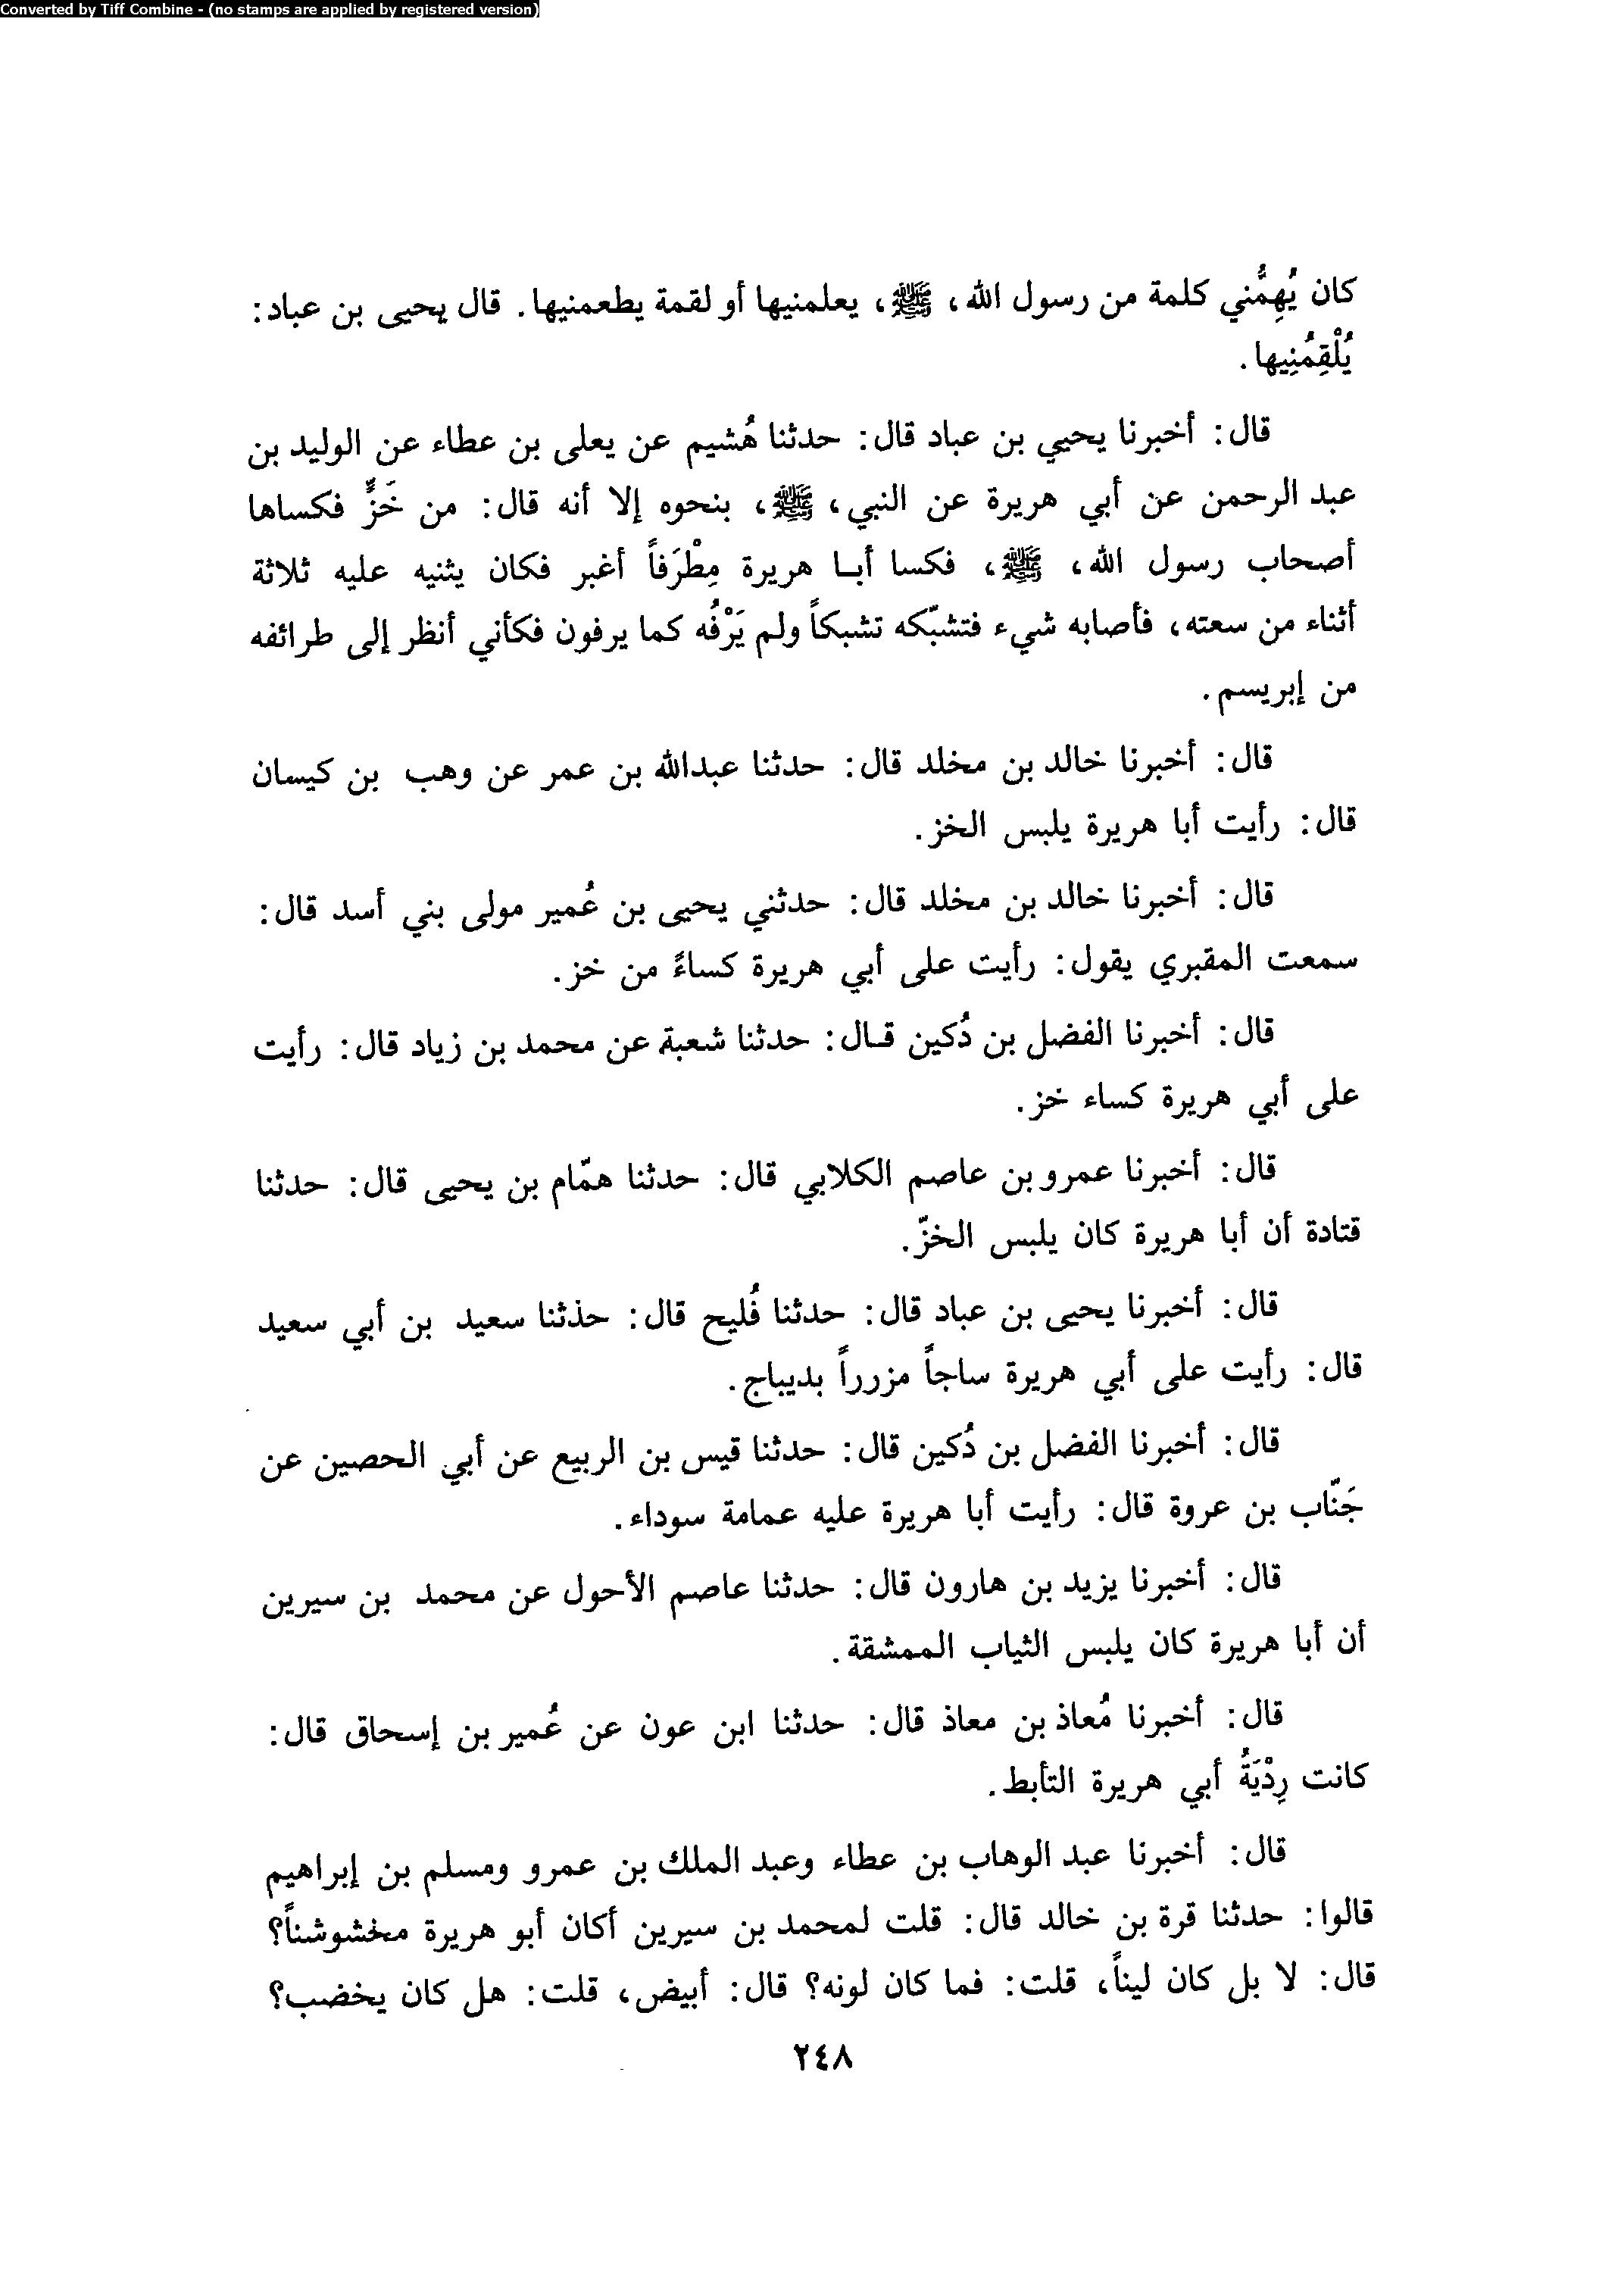 Converted by Tiff Combine - (no stamps are applied by registered version)
كان يُهِمُّني كلمة من رسول الله، ﷺ، يعلمنيها أو لقمة يطعمنيها. قال يحيى بن عباد:
يُلْقِمُنِيها.
قال: أخبرنا يحيي بن عباد قال: حدثنا هُشيم عن يعلى بن عطاء عن الوليد بن
عبد الرحمن عن أبي هريرة عن النبي، ﷺ، بنحوه إلا أنه قال: من خَزٍّ فكساها
أصحاب رسول الله، ﷺ، فكسا أبا هريرة مِطْرَفاً أغبر فكان يثنيه عليه ثلاثة
أثناء من سعته، فأصابه شيء فتشبّكه تشبكاً ولم يَرْفُه كما يرفون فكأني أنظر إلى طرائفه
من إبريسم.
قال: أخبرنا خالد بن مخلد قال: حدثنا عبدالله بن عمر عن وهب بن كيسان
قال: رأيت أبا هريرة يلبس الخز.
قال: أخبرنا خالد بن مخلد قال: حدثني يحيى بن عُمير مولى بني أسد قال:
سمعت المقبري يقول: رأيت على أبي هريرة كساءً من خز.
قال: أخبرنا الفضل بن دُكين قال: حدثنا شعبة عن محمد بن زياد قال: رأيت
على أبي هريرة كساء خز.
قال: أخبرنا عمرو بن عاصم الكلابي قال: حدثنا همّام بن يحيى قال: حدثنا
قتادة أن أبا هريرة كان يلبس الخزّ.
قال: أخبرنا يحيى بن عباد قال: حدثنا فُليح قال: حذثنا سعيد بن أبي سعيد
قال: رأيت على أبي هريرة ساجاً مزرراً بديباج.
قال: أخبرنا الفضل بن دُكين قال: حدثنا قيس بن الربيع عن أبي الحصين عن
جَنّاب بن عروة قال: رأيت أبا هريرة عليه عمامة سوداء.
قال: أخبرنا يزيد بن هارون قال: حدثنا عاصم الأحول عن محمد بن سيرين
أن أبا هريرة كان يلبس الثياب الممشقة.
قال: أخبرنا مُعاذ بن معاذ قال: حدثنا ابن عون عن عُمير بن إسحاق قال:
كانت رِدْيَةُ أبي هريرة التأبط.
قال: أخبرنا عبد الوهاب بن عطاء وعبد الملك بن عمرو ومسلم بن إبراهيم
قالوا: حدثنا قرة بن خالد قال: قلت لمحمد بن سيرين أكان أبو هريرة مخشوشناً؟
قال: لا بل كان ليناً، قلت: فما كان لونه؟ قال: أبيض، قلت: هل كان يخضب؟
٢٤٨